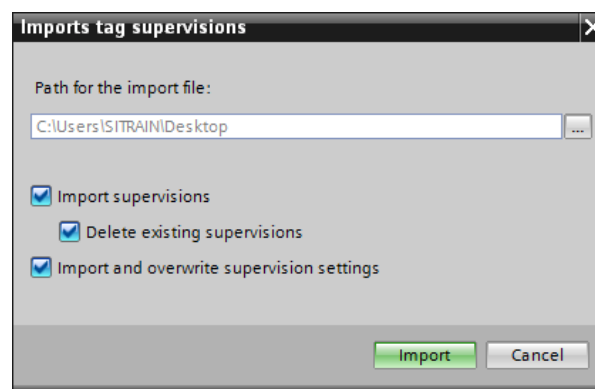 Imports tag supervisions
Path for the import file:
C:\Users\SITRAIN\Desktop
...
Import supervisions
Delete existing supervisions
Import and overwrite supervision settings
Import Cancel